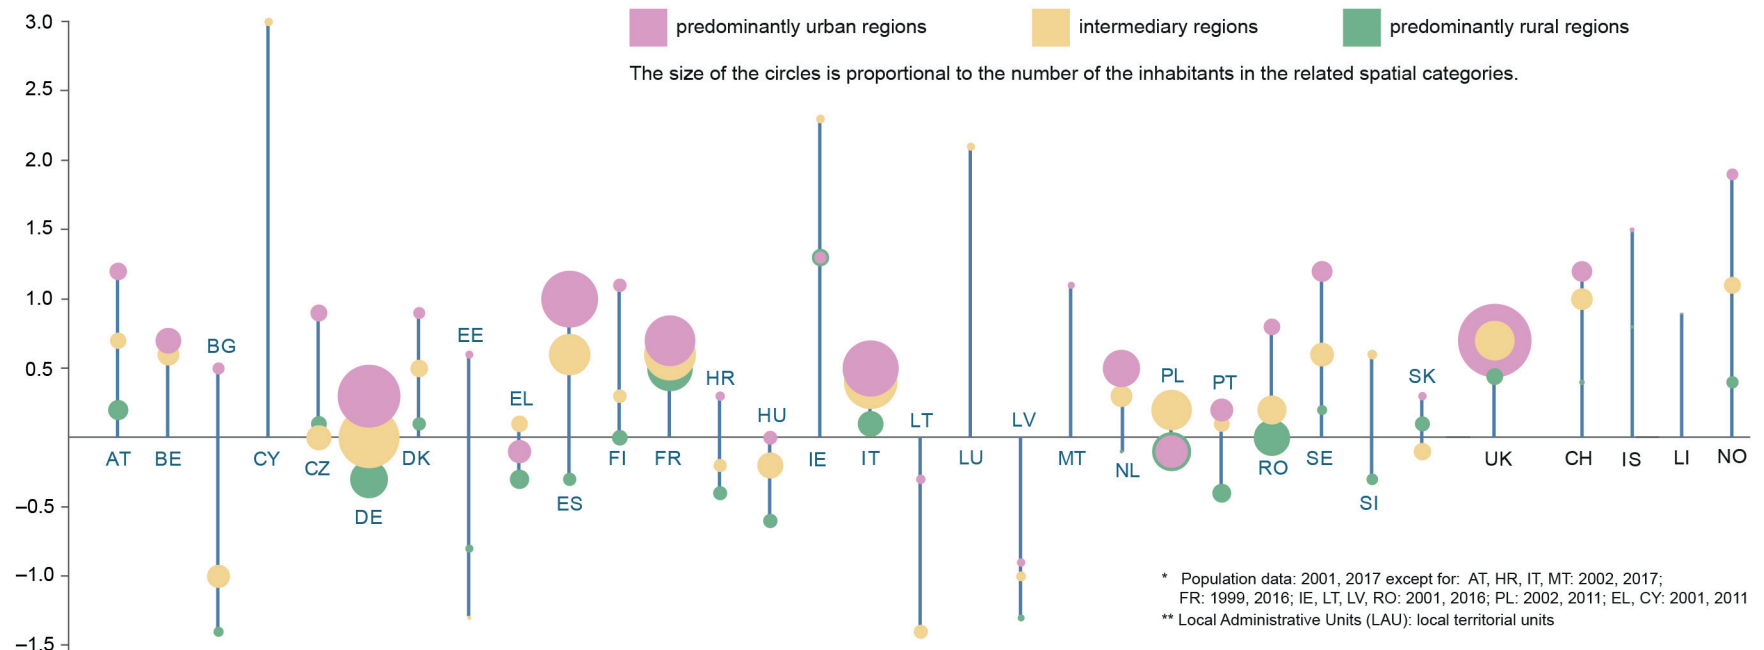 3.0
2.5
2.0
1.5
1.0
0.5
–0.5
–1.0
–1.5
predominantly urban regions
intermediary regions
predominantly rural regions
The size of the circles is proportional to the number of the inhabitants in the related spatial categories.
AT
BE
BG
CY
CZ
DE
DK
EE
EL
ES
FI
FR
HR
HU
IE
IT
LT
LU
LV
MT
NL
PL
PT
RO
SE
SI
SK
UK
CH
IS
LI
NO
* Population data: 2001, 2017 except for: AT, HR, IT, MT: 2002, 2017;
FR: 1999, 2016; IE, LT, LV, RO: 2001, 2016; PL: 2002, 2011; EL, CY: 2001, 2011
** Local Administrative Units (LAU): local territorial units